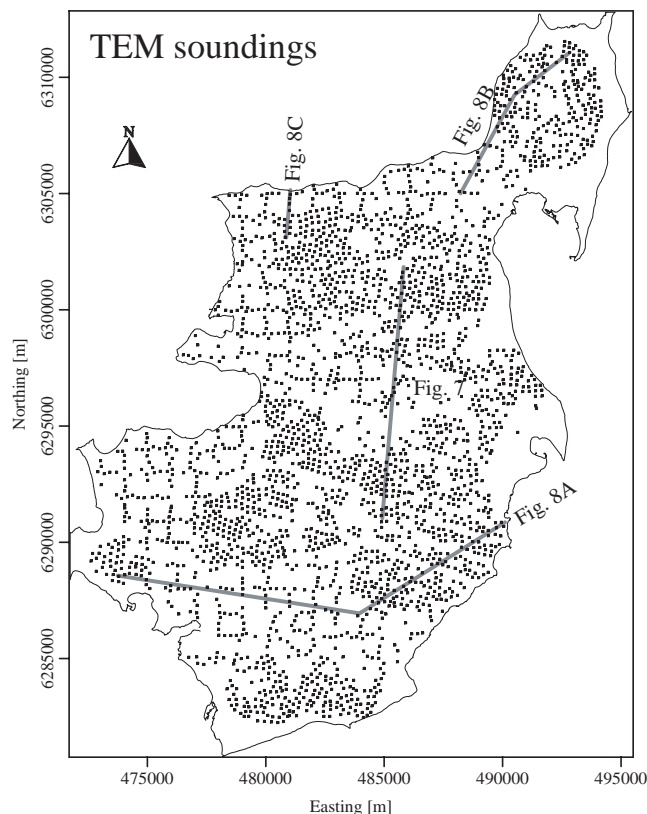 TEM soundings
N
Fig. 8C
Fig. 8B
Fig. 7
Fig. 8A
6310000
6305000
6300000
6295000
6290000
6285000
Northing [m]
475000 480000 485000 490000 495000
Easting [m]